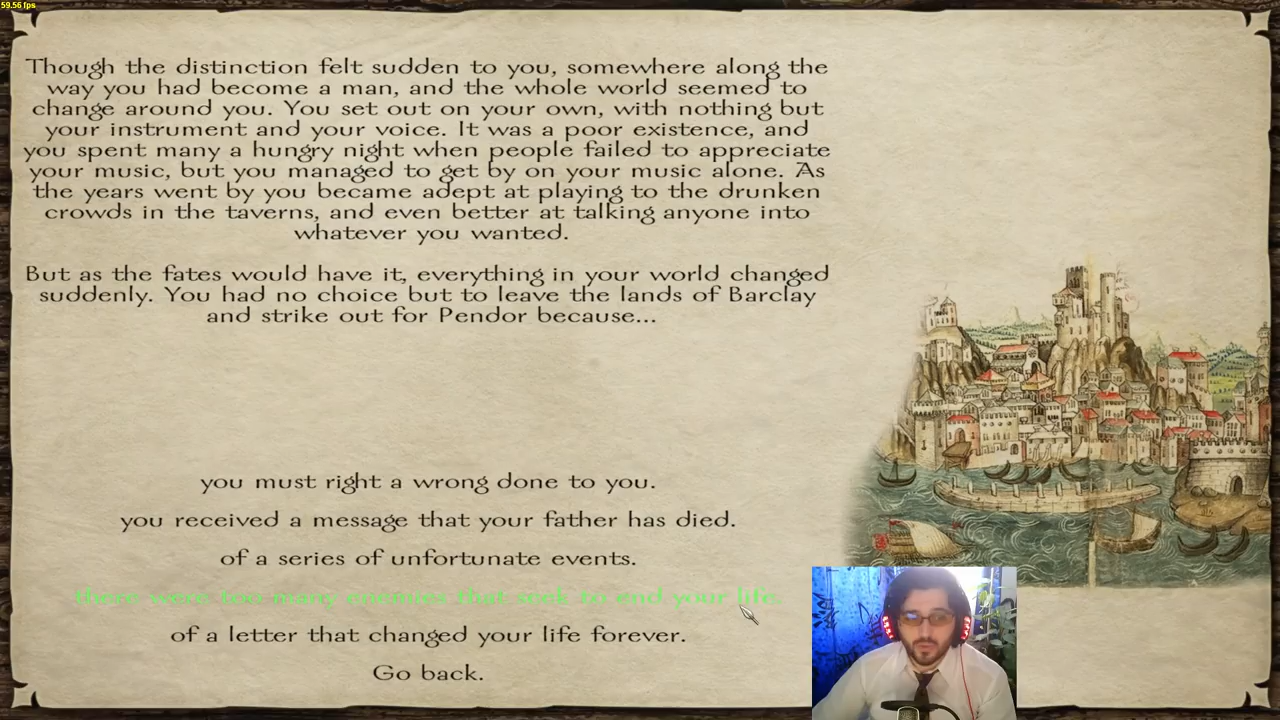 59.56 fps
Though the distinction felt sudden to you, somewhere along the
way you had become a man, and the whole world seemed to
change around you. You set out on your own, with nothing but
your instrument and your voice. It was a poor existence, and
you spent many a hungry night when people failed to appreciate
your music, but you managed to get by on your music alone. As
the years went by you became adept at playing to the drunken
crowds in the taverns, and even better at talking anyone into
whatever you wanted.
But as the fates would have it, everything in your world changed
suddenly. You had no choice but to leave the lands of Barclay
and strike out for Pendor because...
you must right a wrong done to you.
you received a message that your father has died.
of a series of unfortunate events.
there were too many enemies that seek to end your life.
of a letter that changed your life forever.
Go back.